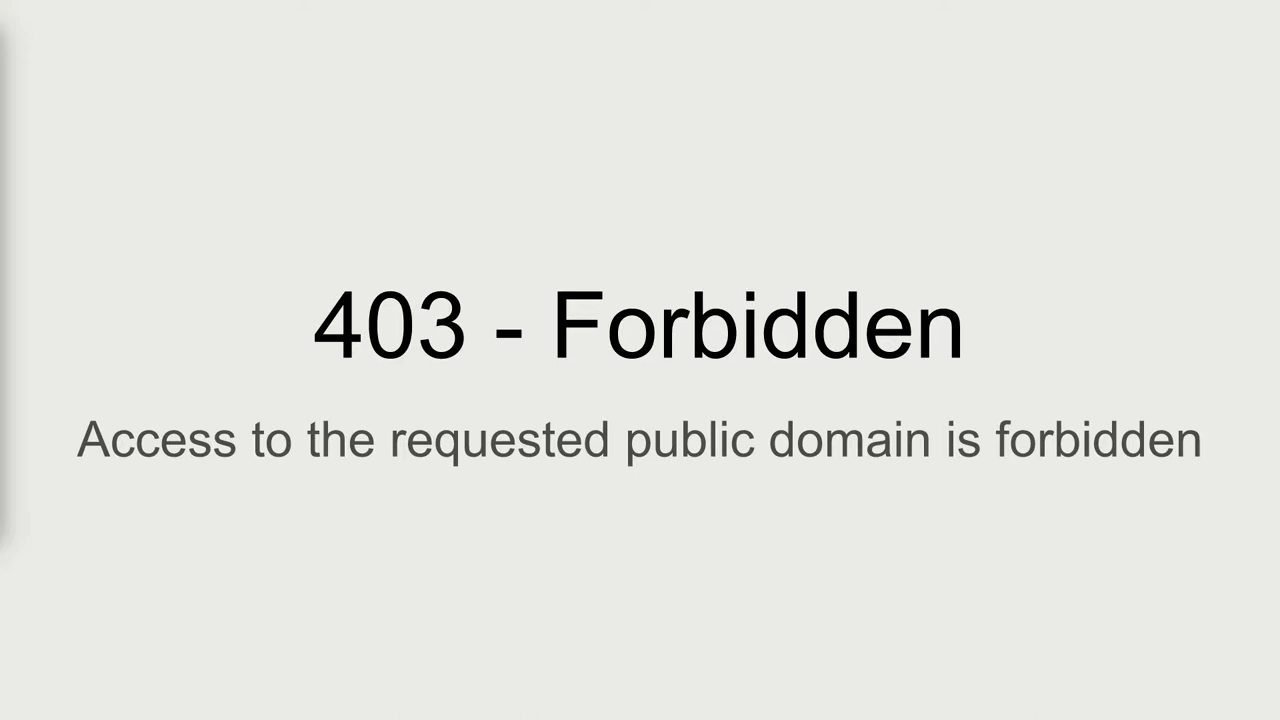 403 - Forbidden
Access to the requested public domain is forbidden